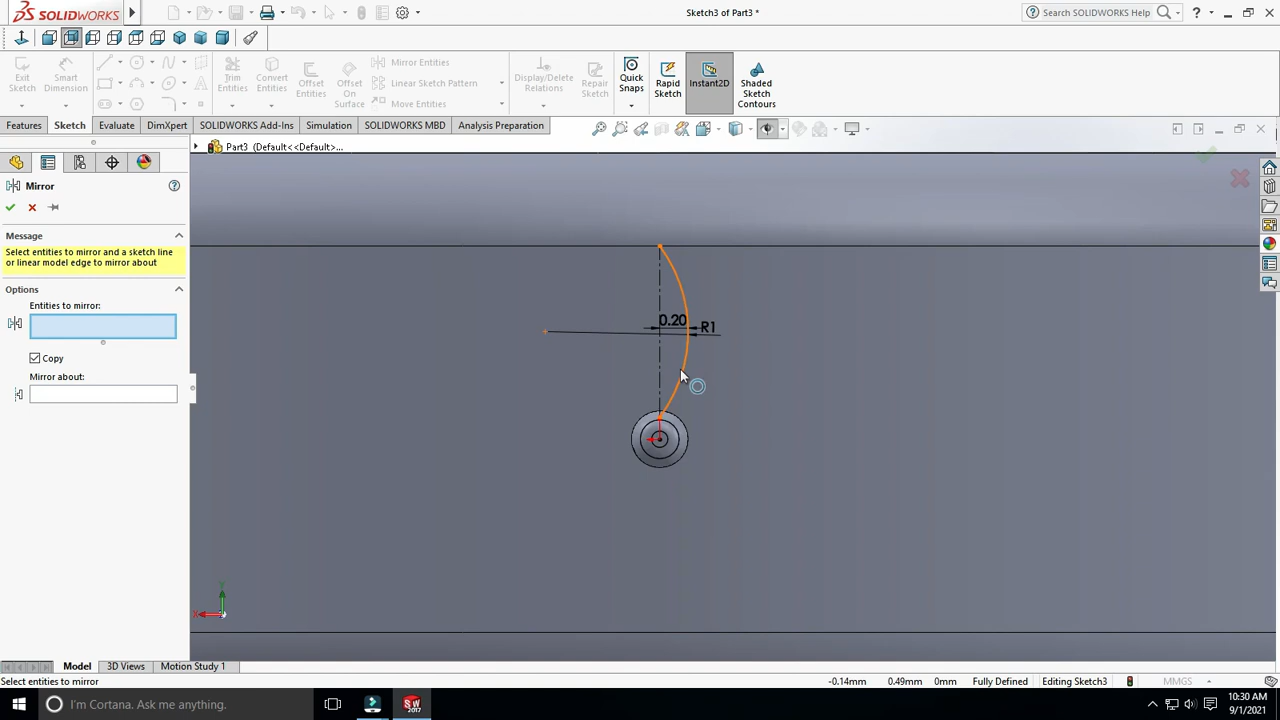 SOLIDWORKS
Sketch3 of Part3 *
Search SOLIDWORKS Help
Exit Sketch
Smart Dimension
Trim Entities
Convert Entities
Offset Entities
Offset On Surface
Mirror Entities
Linear Sketch Pattern
Move Entities
Display/Delete Relations
Repair Sketch
Quick Snaps
Rapid Sketch
Instant2D
Shaded Sketch Contours
Features
Sketch
Evaluate
DimXpert
SOLIDWORKS Add-Ins
Simulation
SOLIDWORKS MBD
Analysis Preparation
Part3 (Default<<Default>...
Mirror
Message
Select entities to mirror and a sketch line
or linear model edge to mirror about
Options
Entities to mirror:
Copy
Mirror about:
0.20
R1
Y
X
Model
3D Views
Motion Study 1
Select entities to mirror
-0.14mm
0.49mm
0mm
Fully Defined
Editing Sketch3
MMGS
I'm Cortana. Ask me anything.
SW
2017
10:30 AM
9/1/2021